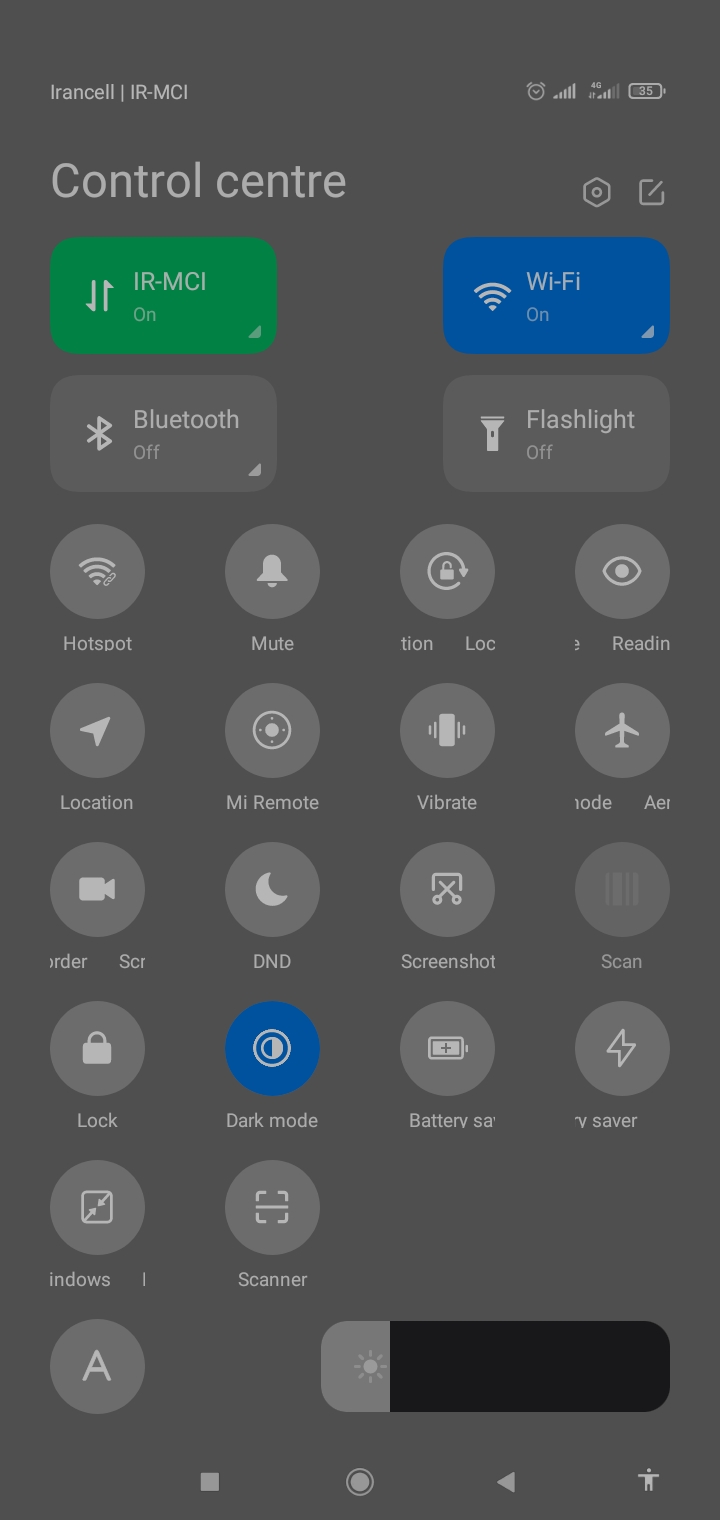 Irancell | IR-MCI
4G
35
Control centre
IR-MCI
On
Wi-Fi
On
Bluetooth
Off
Flashlight
Off
Hotspot
Mute
tion Loc
e Readin
Location
Mi Remote
Vibrate
node Aer
order Scr
DND
Screenshot
Scan
Lock
Dark mode
Battery sav
ry saver
indows
Scanner
A